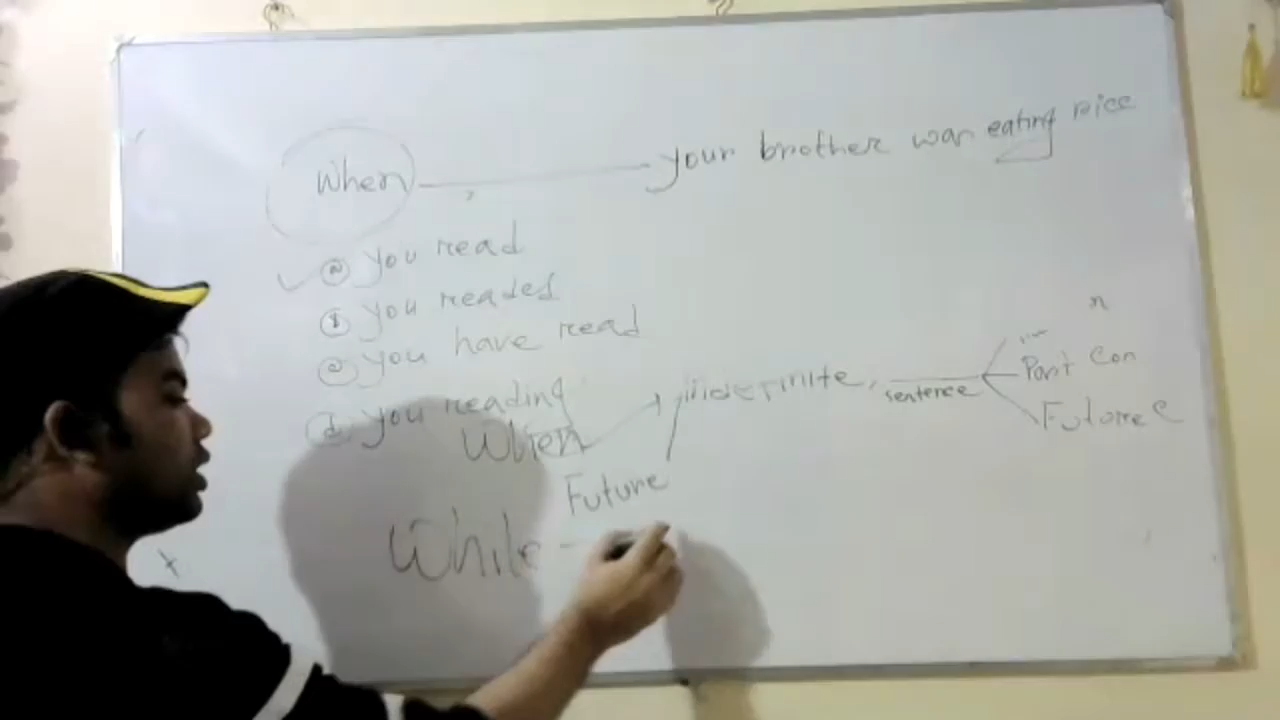 When , your brother was eating rice
ⓐ you read
ⓑ you readed
ⓒ you have read
ⓓ you reading
When indefinite, sentence
Past Con
Future C
Future
While